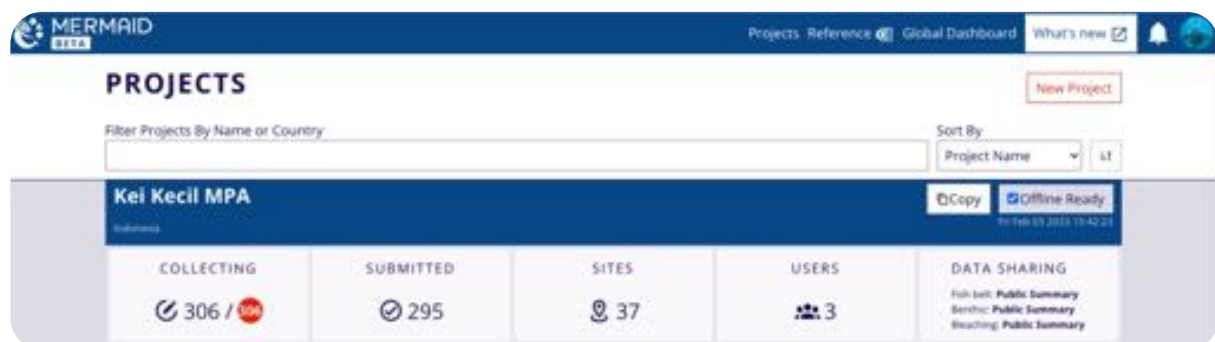 MERMAID
BETA
Projects Reference Global Dashboard What's new
PROJECTS
New Project
Filter Projects By Name or Country
Sort By
Project Name
Kei Kecil MPA
Copy
Offline Ready
Indonesia
COLLECTING SUBMITTED SITES USERS DATA SHARING
306 / 306 295 37 3
Fish belt: Public Summary
Benthic: Public Summary
Bleaching: Public Summary